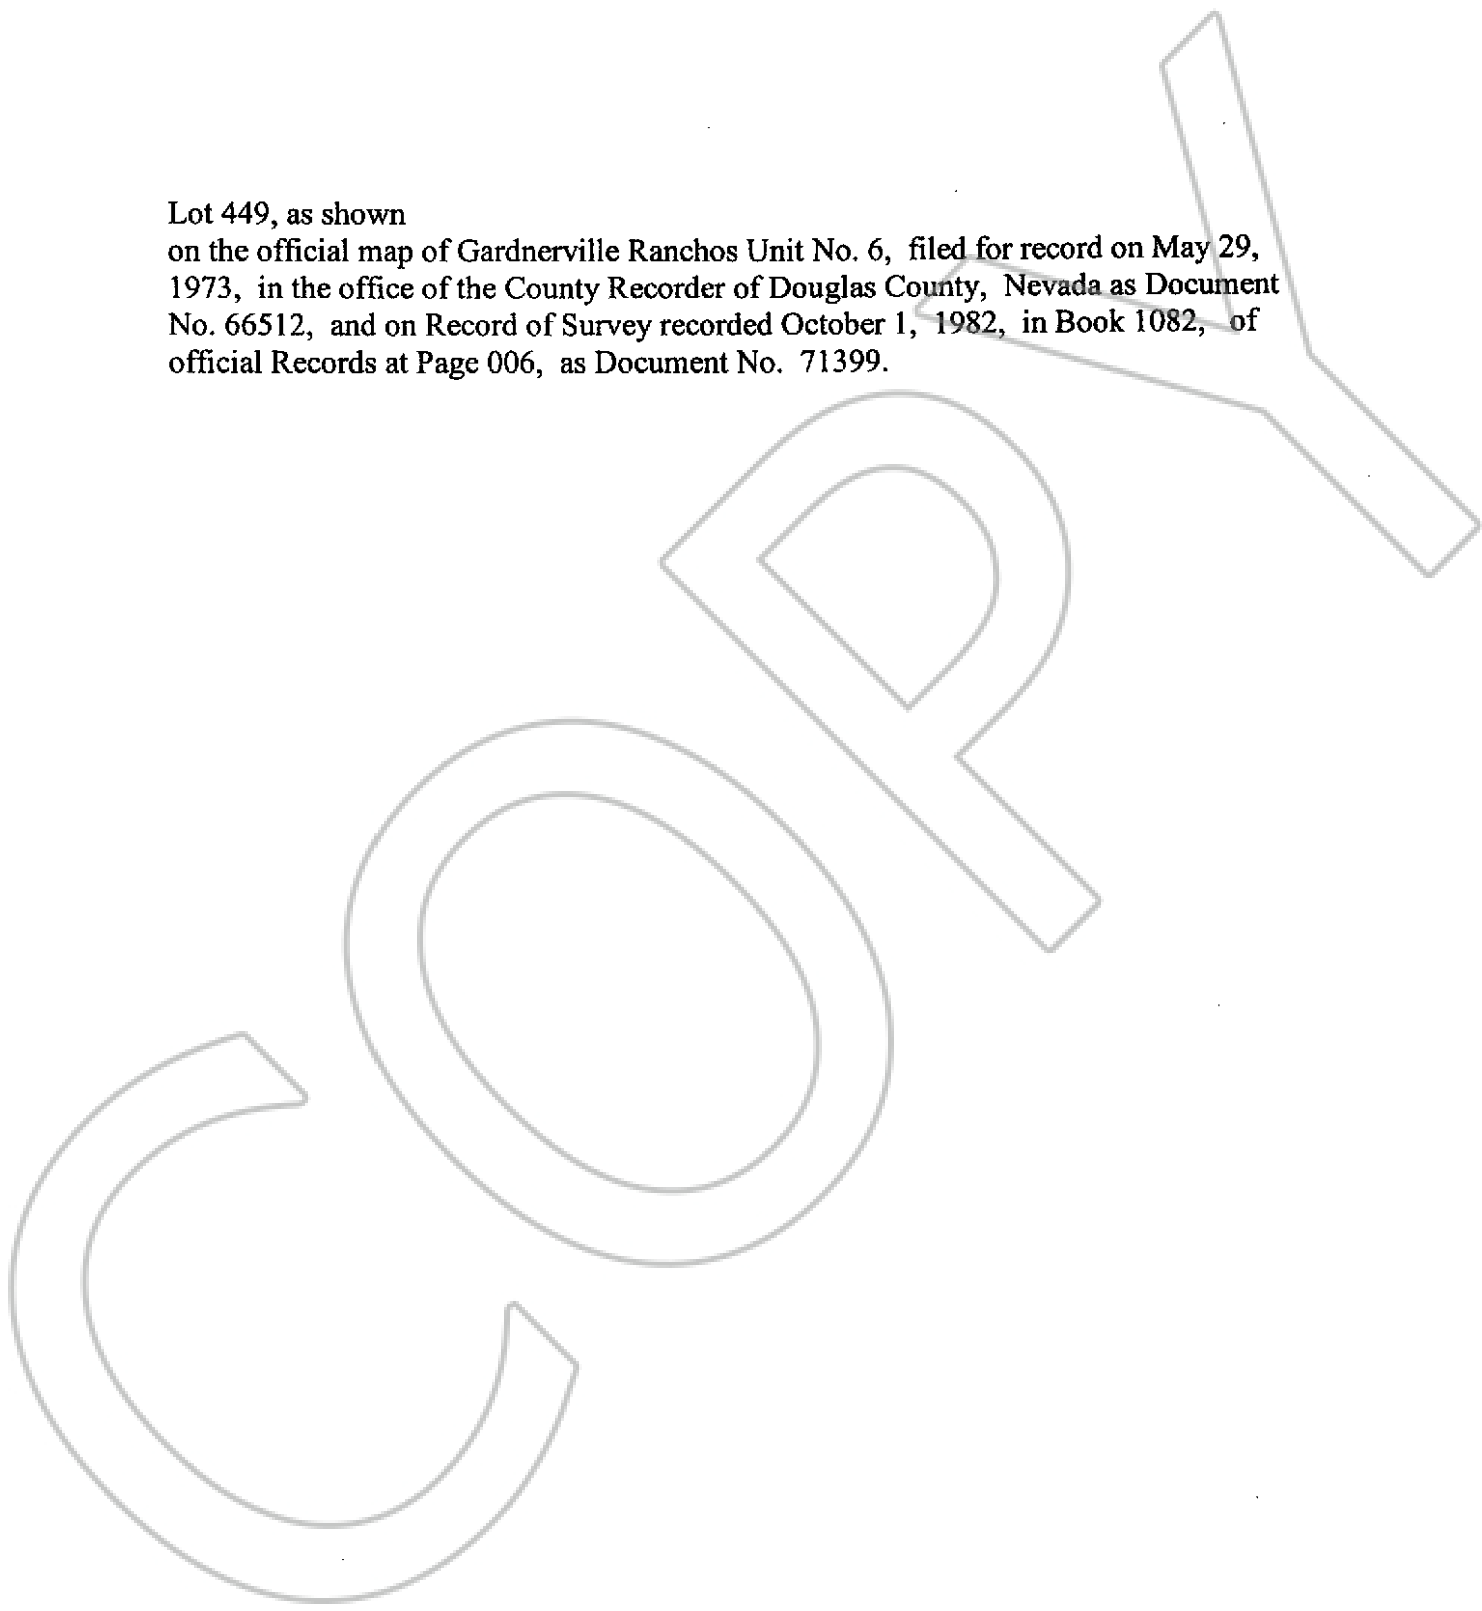 Lot 449, as shown
on the official map of Gardnerville Ranchos Unit No. 6, filed for record on May 29,
1973, in the office of the County Recorder of Douglas County, Nevada as Document
No. 66512, and on Record of Survey recorded October 1, 1982, in Book 1082, of
official Records at Page 006, as Document No. 71399.
COPY